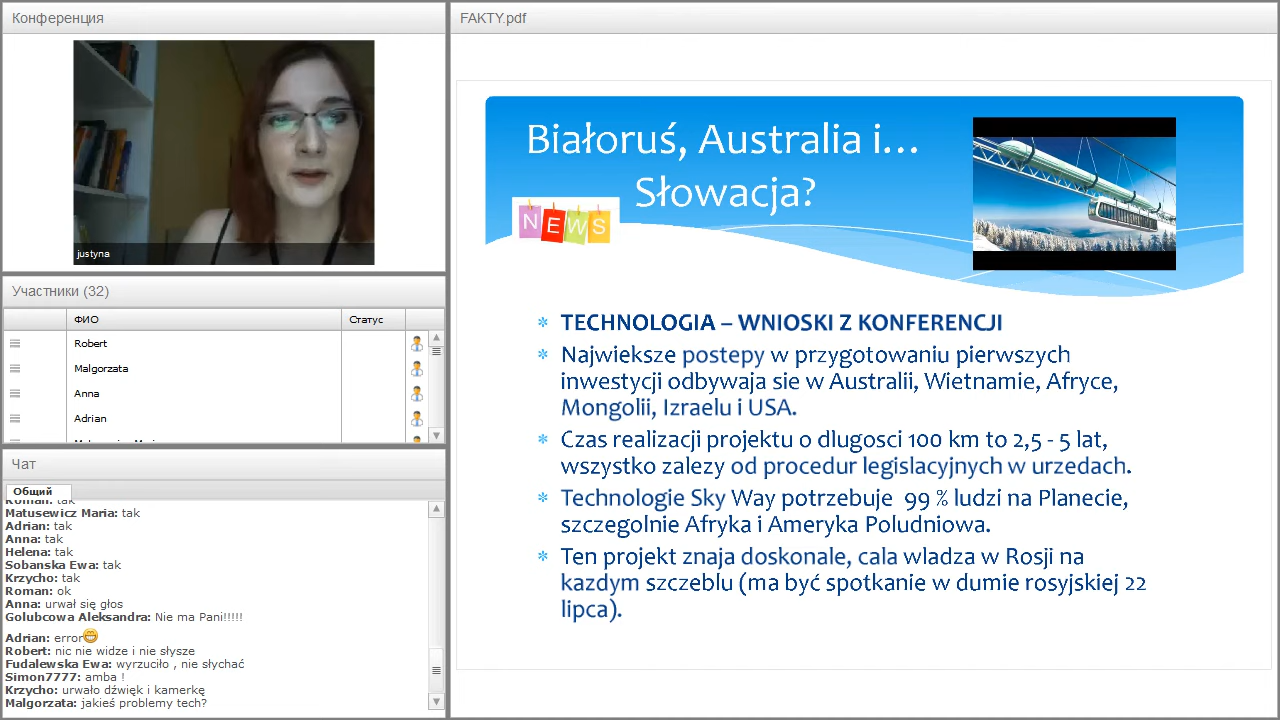 Конференция
justyna
Участники (32)
ФИО
Статус
Robert
Malgorzata
Anna
Adrian
Чат
Общий
Roman: tak
Matusewicz Maria: tak
Adrian: tak
Anna: tak
Helena: tak
Sobanska Ewa: tak
Krzycho: tak
Roman: ok
Anna: urwał się głos
Golubcowa Aleksandra: Nie ma Pani!!!!!
Adrian: error
Robert: nic nie widze i nie słysze
Fudalewska Ewa: wyrzuciło , nie słychać
Simon7777: amba !
Krzycho: urwało dźwięk i kamerkę
Malgorzata: jakieś problemy tech?
FAKTY.pdf
Białoruś, Australia i...
Słowacja?
NEWS
TECHNOLOGIA – WNIOSKI Z KONFERENCJI
Najwieksze postepy w przygotowaniu pierwszych
inwestycji odbywaja sie w Australii, Wietnamie, Afryce,
Mongolii, Izraelu i USA.
Czas realizacji projektu o dlugosci 100 km to 2,5 - 5 lat,
wszystko zalezy od procedur legislacyjnych w urzedach.
Technologie Sky Way potrzebuje 99 % ludzi na Planecie,
szczegolnie Afryka i Ameryka Poludniowa.
Ten projekt znaja doskonale, cala wladza w Rosji na
kazdym szczeblu (ma być spotkanie w dumie rosyjskiej 22
lipca).